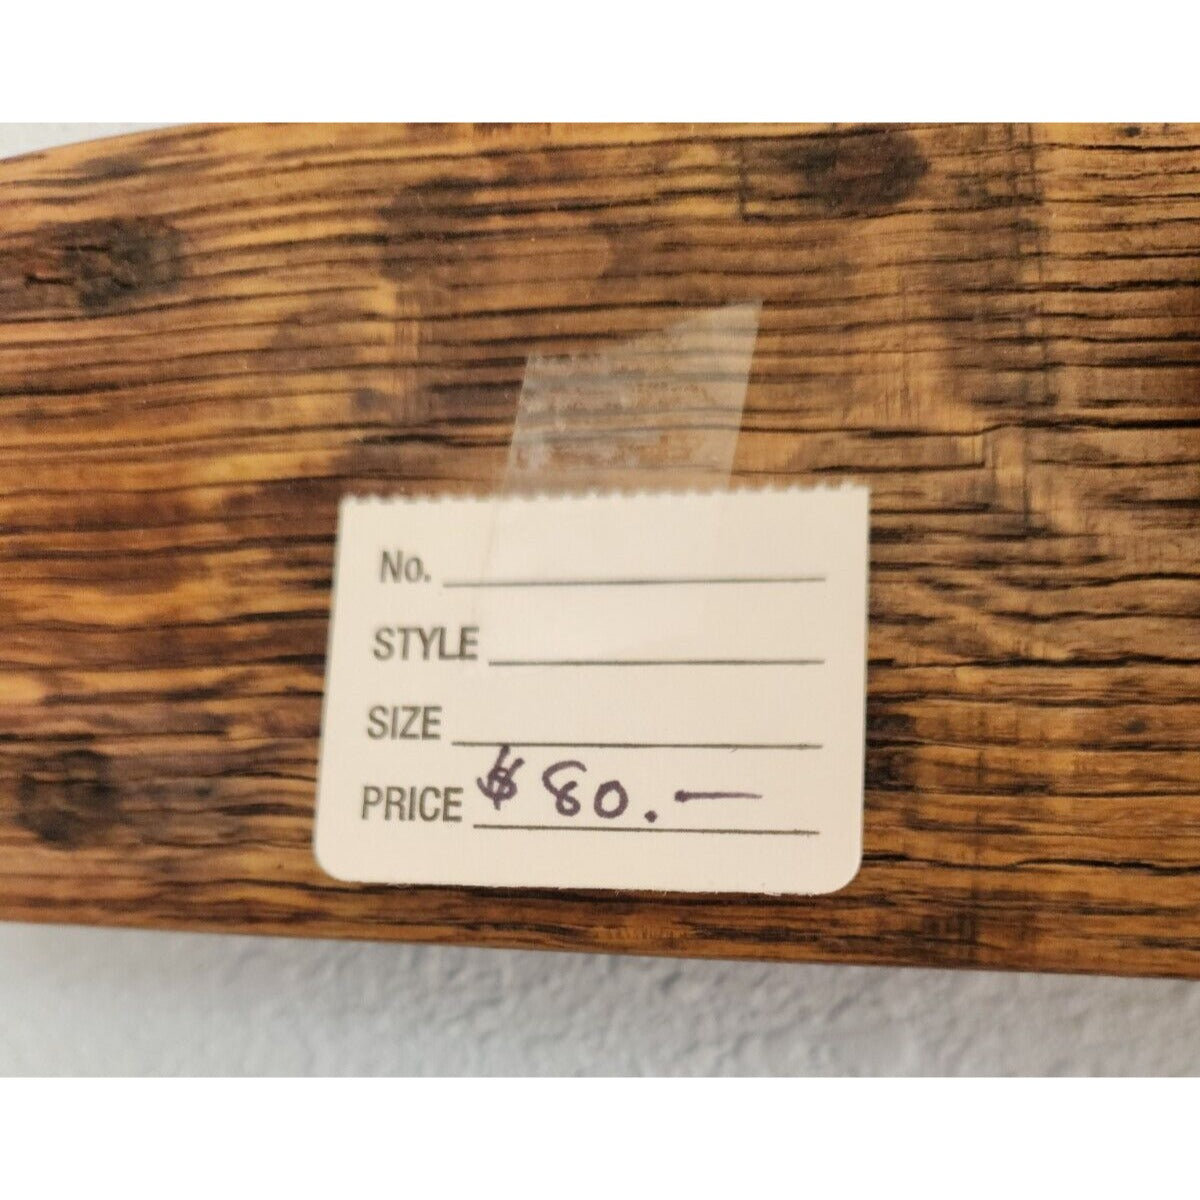 No.
STYLE
SIZE
PRICE $ 80.—